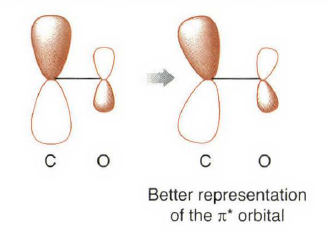 C O C O
Better representation
of the π* orbital